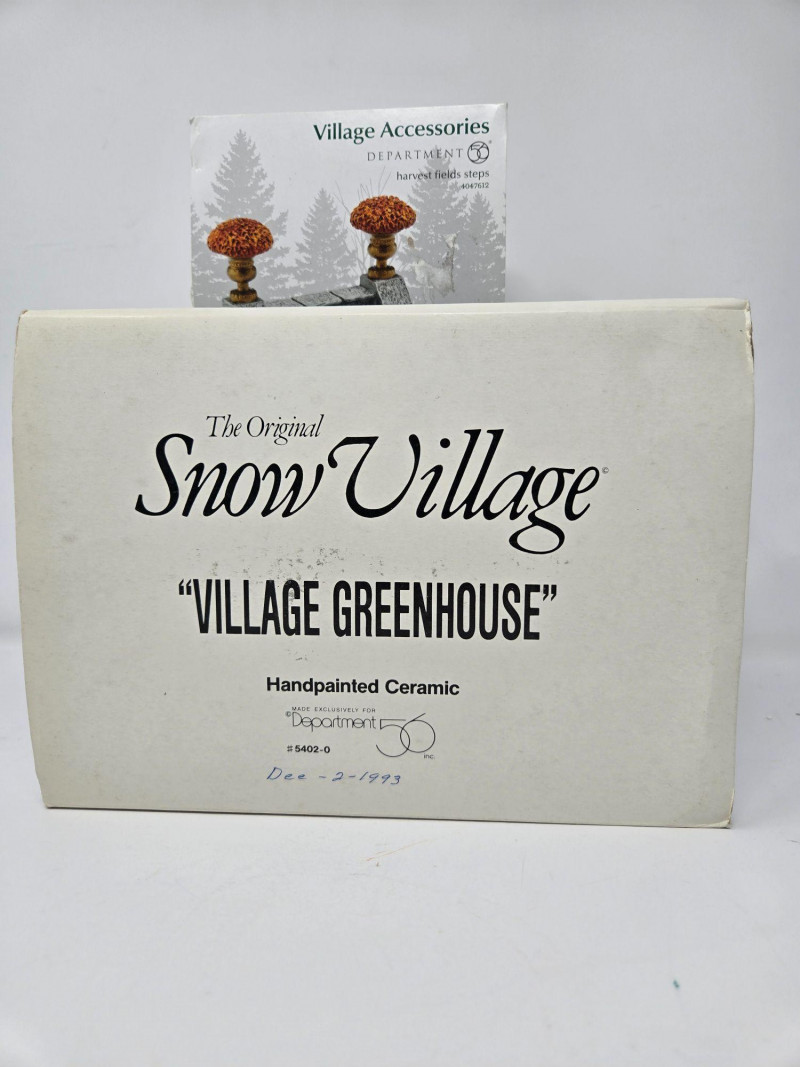 Village Accessories
DEPARTMENT 56®
harvest fields steps
4047612
The Original
Snow Village©
“VILLAGE GREENHOUSE”
Handpainted Ceramic
MADE EXCLUSIVELY FOR
©Department 56 inc.
#5402-0
Dec - 2-1993